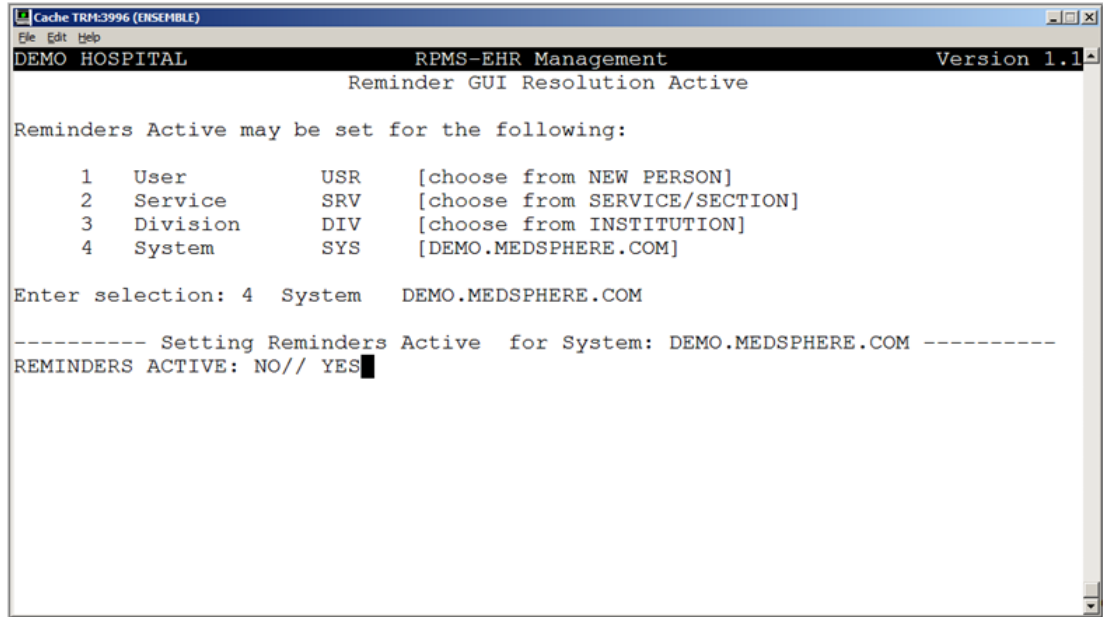 Cache TRM:3996 (ENSEMBLE)
File Edit Help
DEMO HOSPITAL RPMS-EHR Management Version 1.1
Reminder GUI Resolution Active
Reminders Active may be set for the following:
1 User USR [choose from NEW PERSON]
2 Service SRV [choose from SERVICE/SECTION]
3 Division DIV [choose from INSTITUTION]
4 System SYS [DEMO.MEDSPHERE.COM]
Enter selection: 4 System DEMO.MEDSPHERE.COM
---------- Setting Reminders Active for System: DEMO.MEDSPHERE.COM ----------
REMINDERS ACTIVE: NO// YES